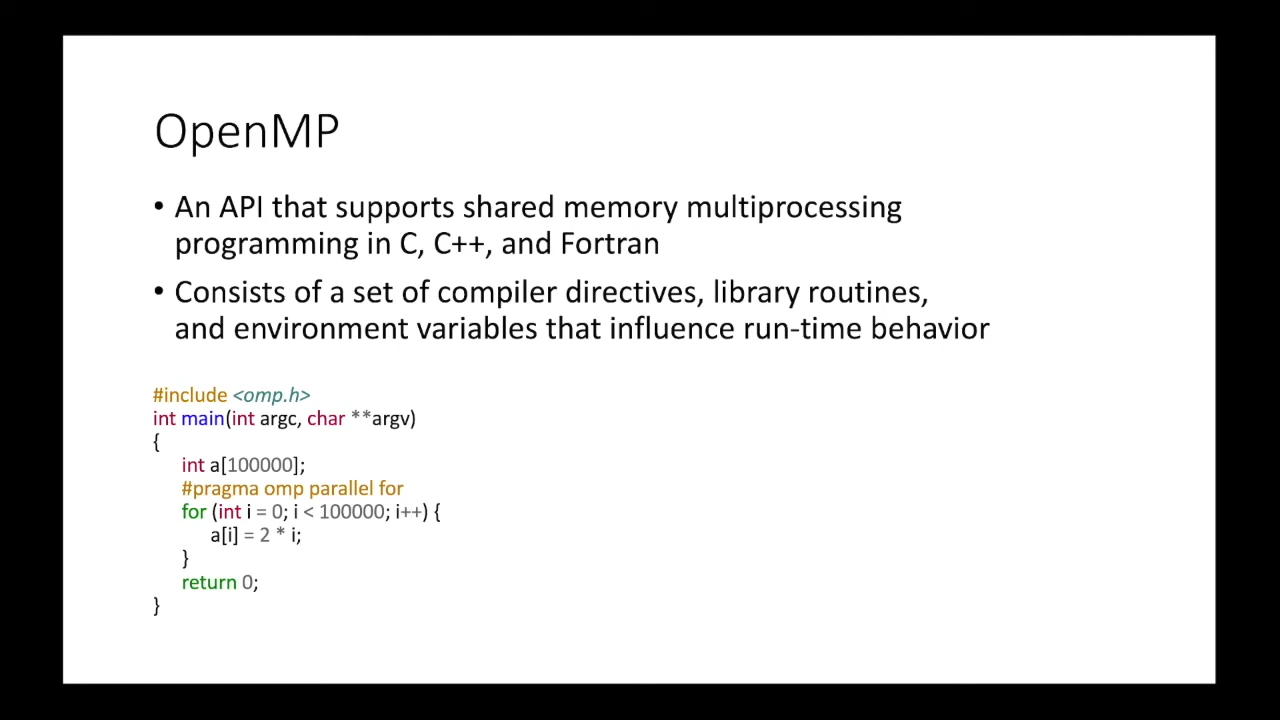 OpenMP
• An API that supports shared memory multiprocessing
programming in C, C++, and Fortran
• Consists of a set of compiler directives, library routines,
and environment variables that influence run-time behavior
#include <omp.h>
int main(int argc, char **argv)
{
int a[100000];
#pragma omp parallel for
for (int i = 0; i < 100000; i++) {
a[i] = 2 * i;
}
return 0;
}